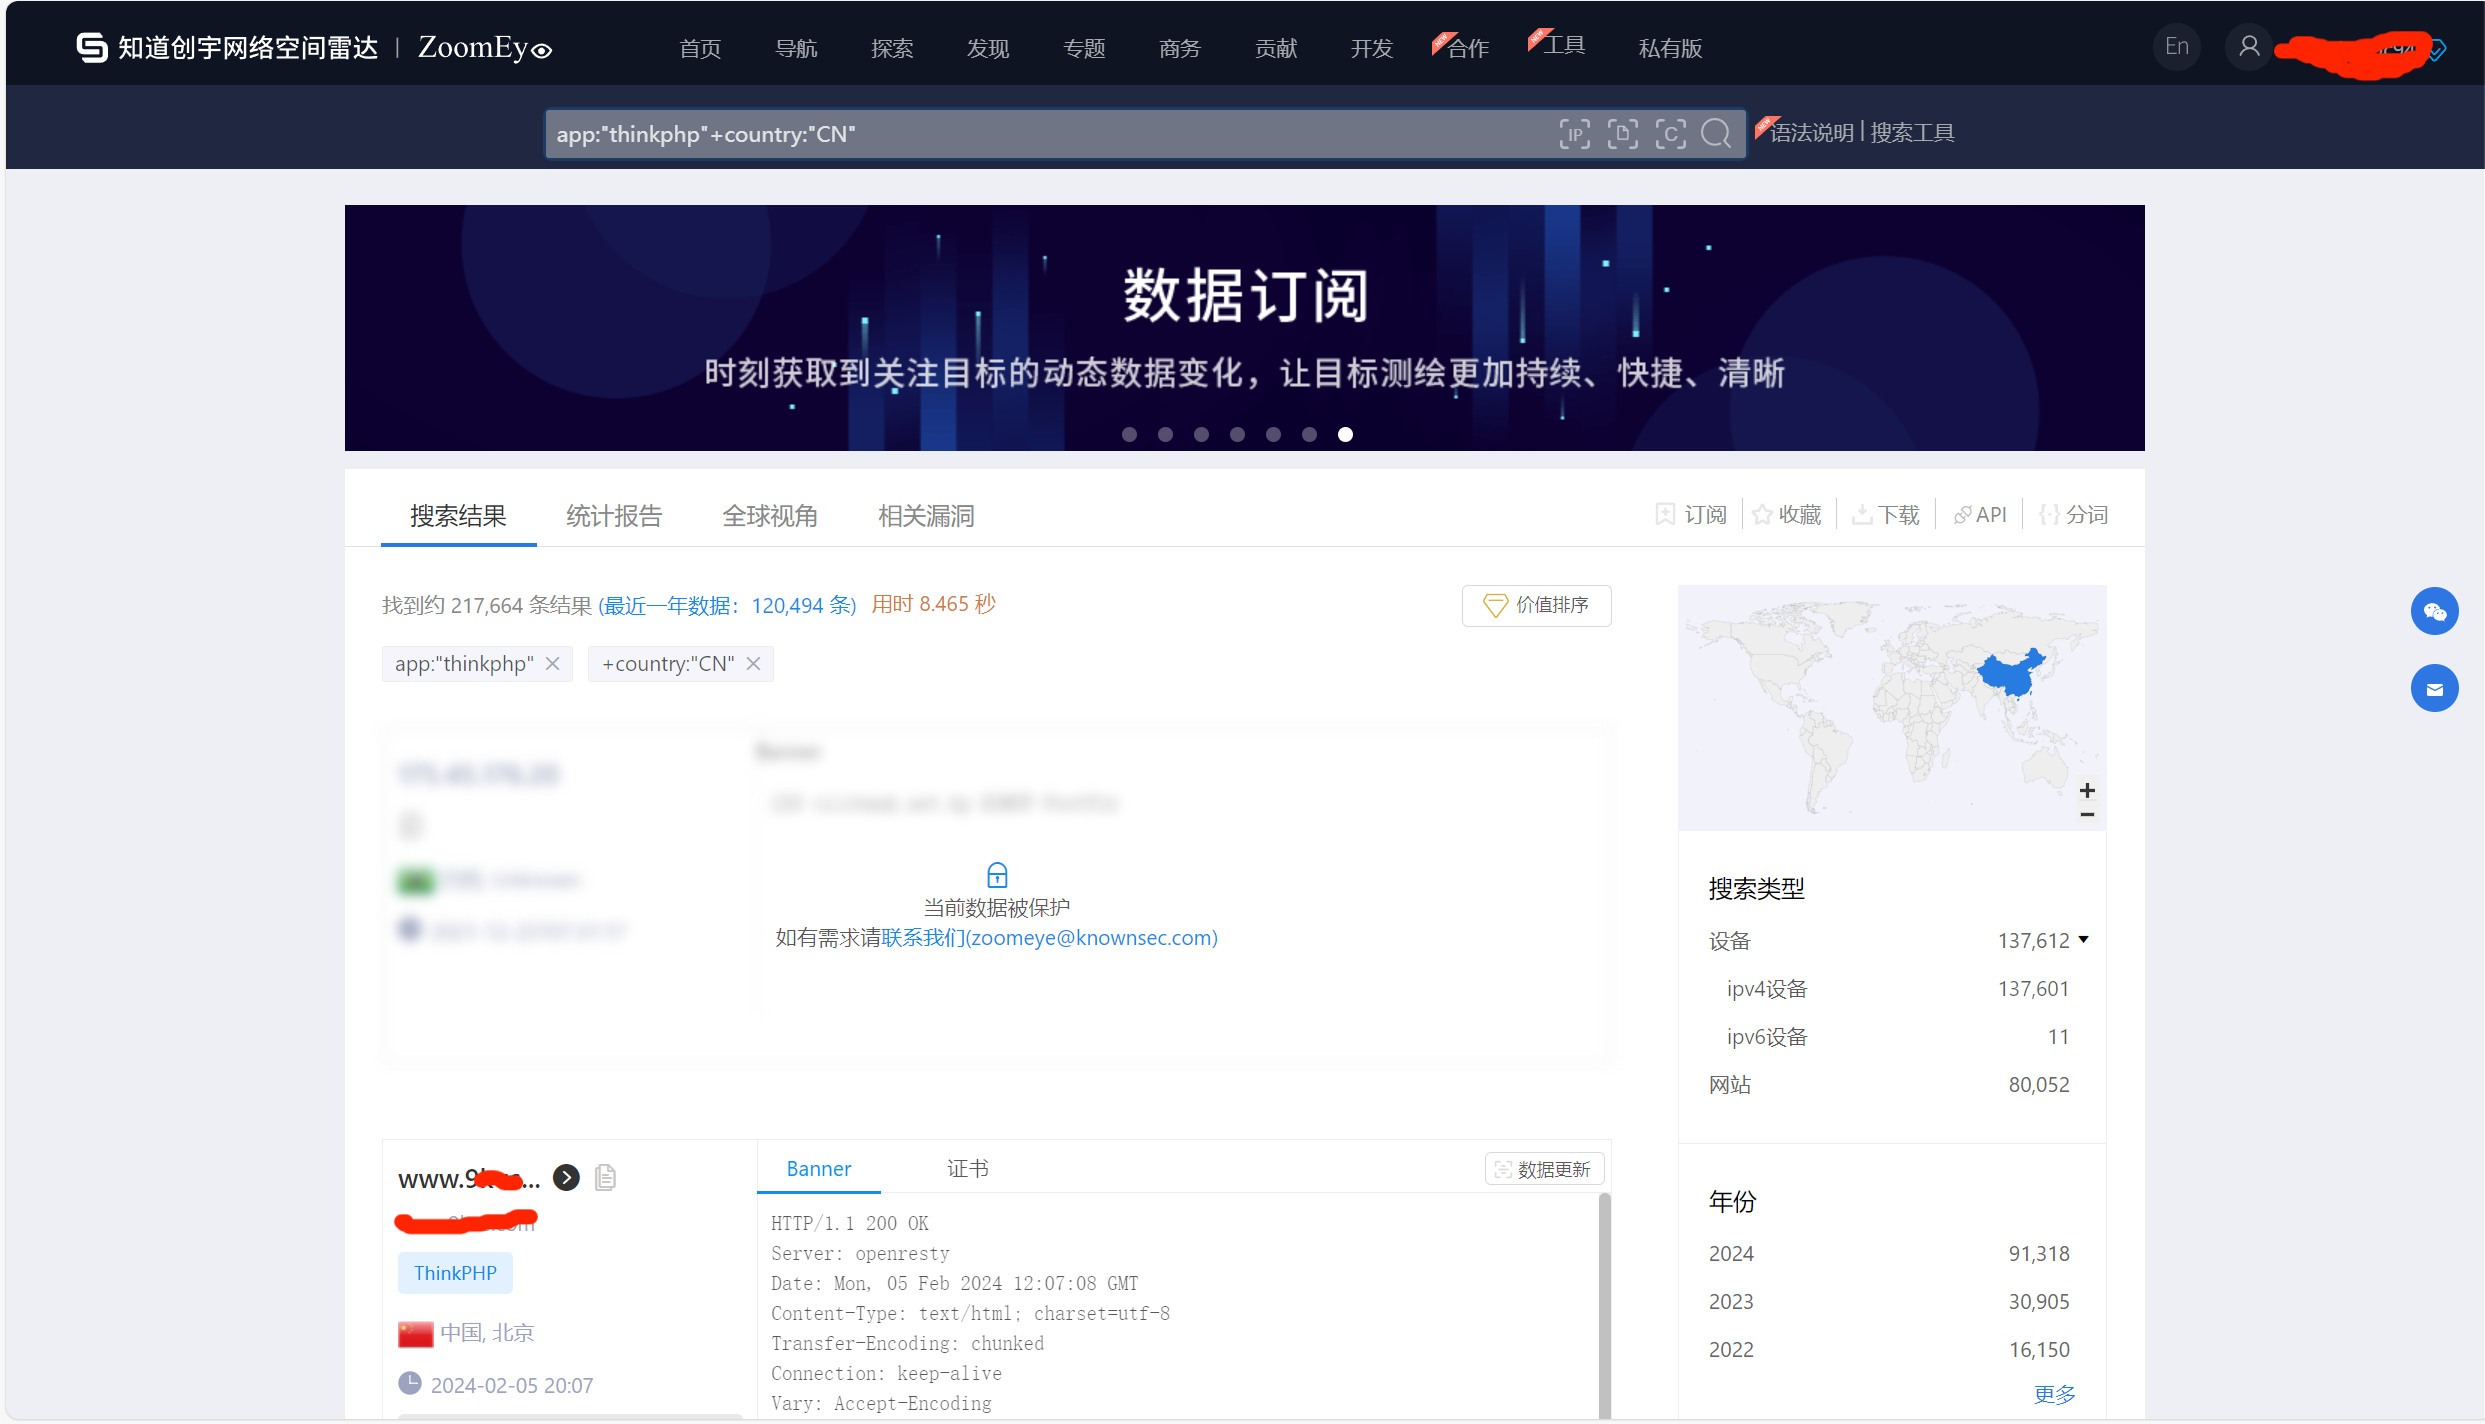 知道创宇网络空间雷达 | ZoomEye
首页 导航 探索 发现 专题 商务 贡献 开发 NEW 合作 NEW 工具 私有版
En
app:"thinkphp"+country:"CN"
IP C
NEW 语法说明 | 搜索工具
数据订阅
时刻获取到关注目标的动态数据变化，让目标测绘更加持续、快捷、清晰
搜索结果 统计报告 全球视角 相关漏洞
订阅 收藏 下载 API 分词
找到约 217,664 条结果 (最近一年数据：120,494 条) 用时 8.465 秒
价值排序
app:"thinkphp" × +country:"CN" ×
当前数据被保护
如有需求请联系我们(zoomeye@knownsec.com)
www.9
ThinkPHP
中国, 北京
2024-02-05 20:07
Banner 证书 数据更新
HTTP/1.1 200 OK
Server: openresty
Date: Mon, 05 Feb 2024 12:07:08 GMT
Content-Type: text/html; charset=utf-8
Transfer-Encoding: chunked
Connection: keep-alive
Vary: Accept-Encoding
+
−
搜索类型
设备 137,612
ipv4设备 137,601
ipv6设备 11
网站 80,052
年份
2024 91,318
2023 30,905
2022 16,150
更多